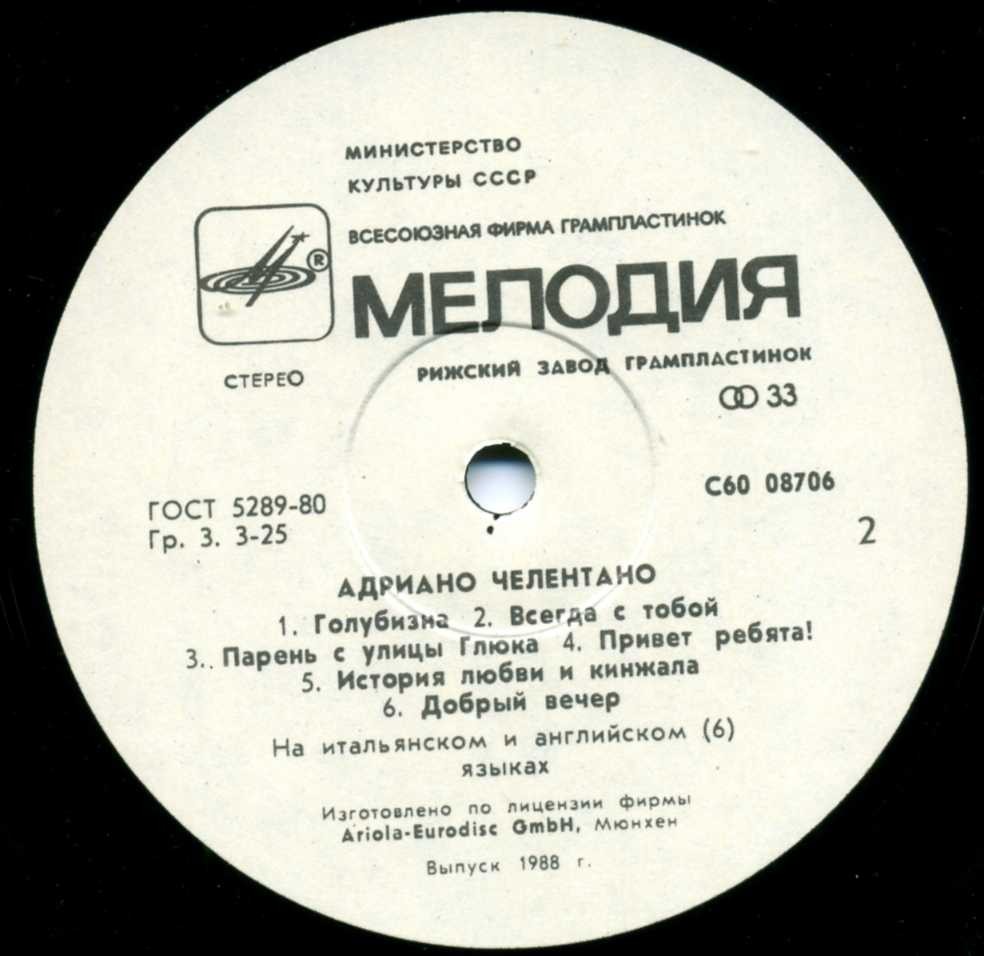 МИНИСТЕРСТВО
КУЛЬТУРЫ СССР
ВСЕСОЮЗНАЯ ФИРМА ГРАМПЛАСТИНОК
®
МЕЛОДИЯ
СТЕРЕО
РИЖСКИЙ ЗАВОД ГРАМПЛАСТИНОК
33
ГОСТ 5289-80
Гр. 3. 3-25
С60 08706
2
АДРИАНО ЧЕЛЕНТАНО
1. Голубизна 2. Всегда с тобой
3.. Парень с улицы Глюка 4. Привет ребята!
5. История любви и кинжала
6. Добрый вечер
На итальянском и английском (6)
языках
Изготовлено по лицензии фирмы
Ariola-Eurodisc GmbH, Мюнхен
Выпуск 1988 г.